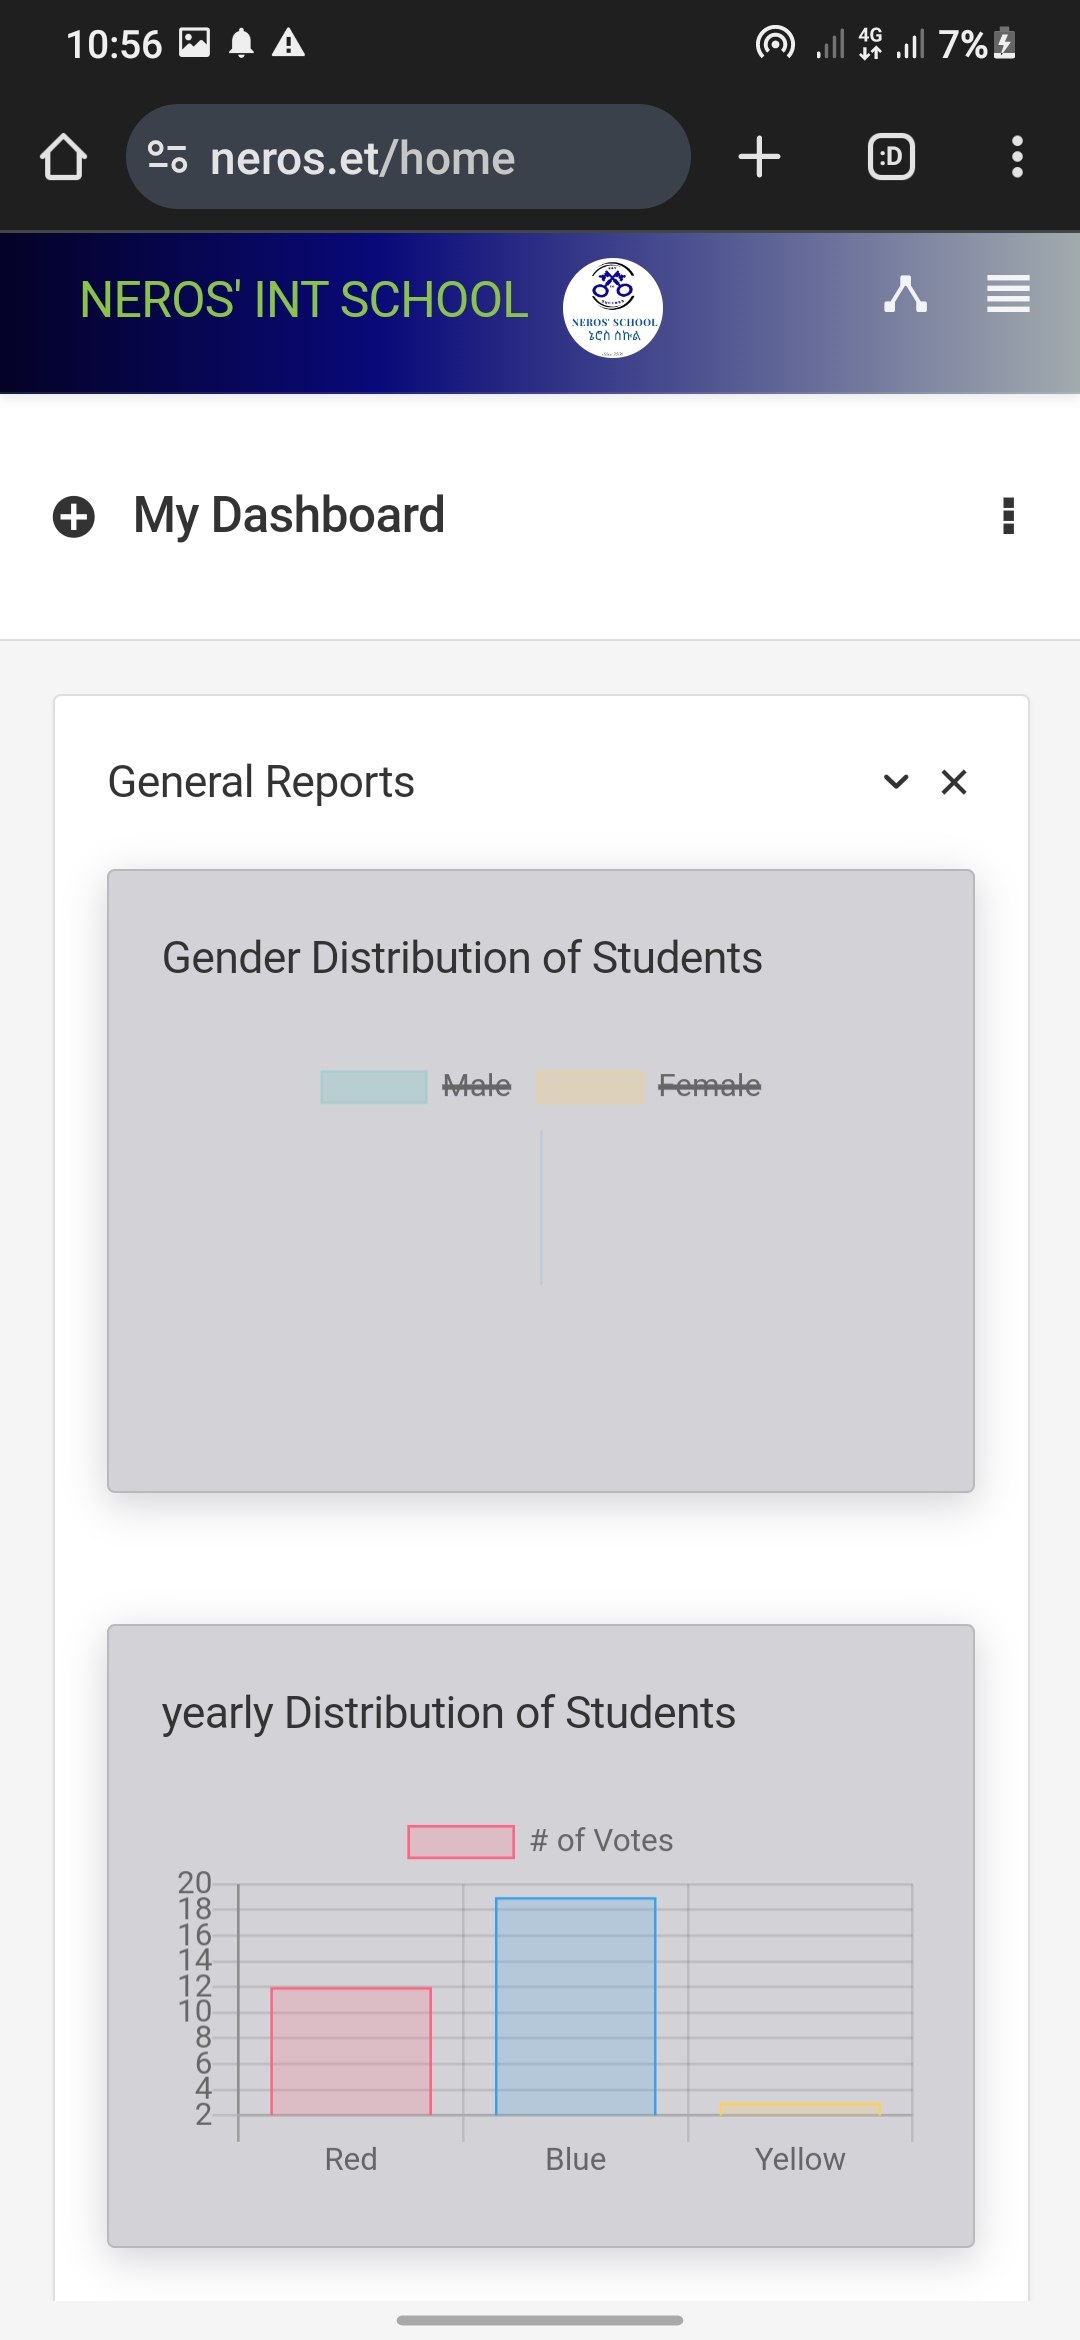 10:56 4G 7%
neros.et/home :D
NEROS' INT SCHOOL
NEROS' SCHOOL
ኔሮስ ስኩል
My Dashboard
General Reports
Gender Distribution of Students
Male Female
yearly Distribution of Students
# of Votes
20
18
16
14
12
10
8
6
4
2
Red Blue Yellow